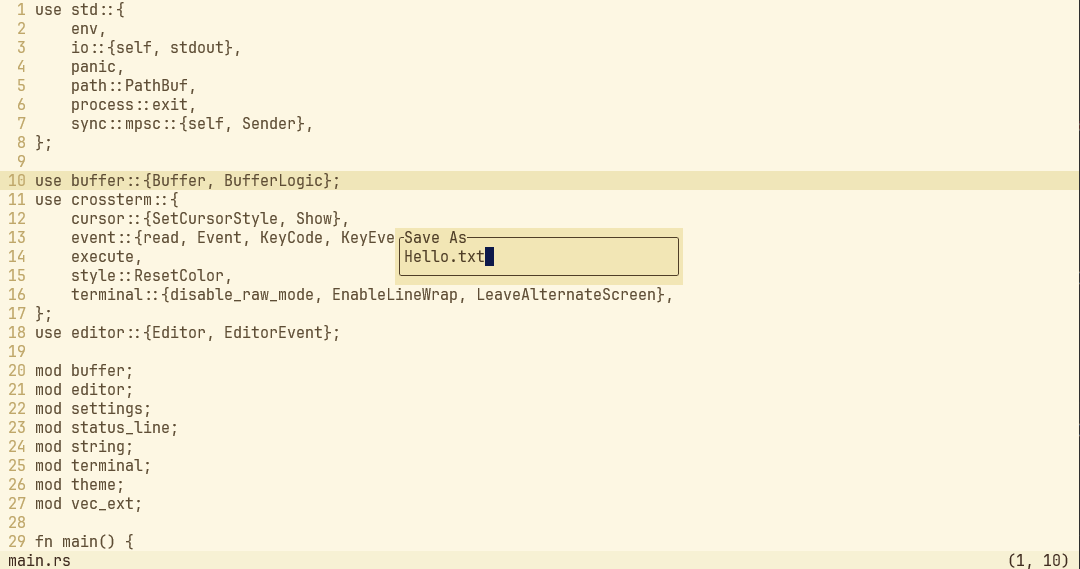 1 use std::{
2     env,
3     io::{self, stdout},
4     panic,
5     path::PathBuf,
6     process::exit,
7     sync::mpsc::{self, Sender},
8 };
9
10 use buffer::{Buffer, BufferLogic};
11 use crossterm::{
12     cursor::{SetCursorStyle, Show},
13     event::{read, Event, KeyCode, KeyEve
Save As
Hello.txt
14     execute,
15     style::ResetColor,
16     terminal::{disable_raw_mode, EnableLineWrap, LeaveAlternateScreen},
17 };
18 use editor::{Editor, EditorEvent};
19
20 mod buffer;
21 mod editor;
22 mod settings;
23 mod status_line;
24 mod string;
25 mod terminal;
26 mod theme;
27 mod vec_ext;
28
29 fn main() {
main.rs (1, 10)